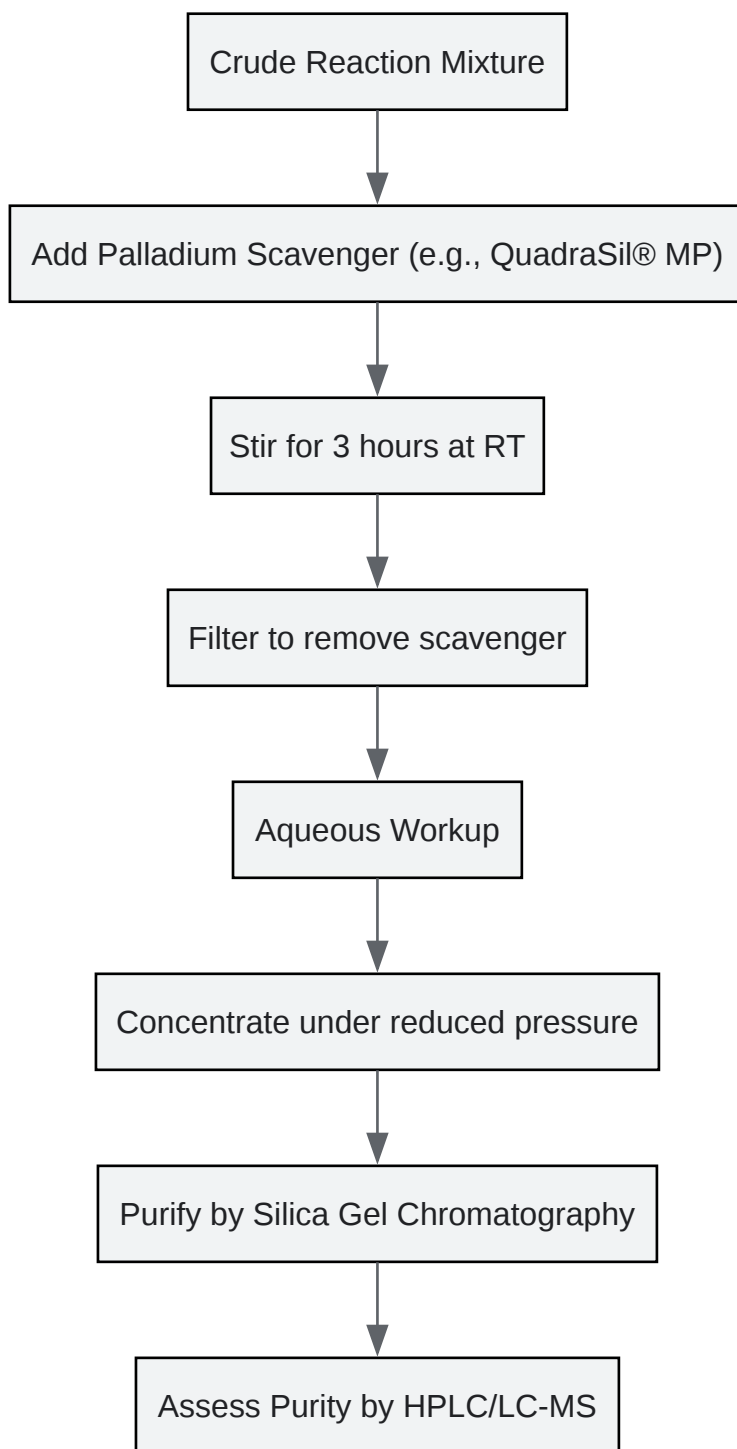 Crude Reaction Mixture
Add Palladium Scavenger (e.g., QuadraSil® MP)
Stir for 3 hours at RT
Filter to remove scavenger
Aqueous Workup
Concentrate under reduced pressure
Purify by Silica Gel Chromatography
Assess Purity by HPLC/LC-MS